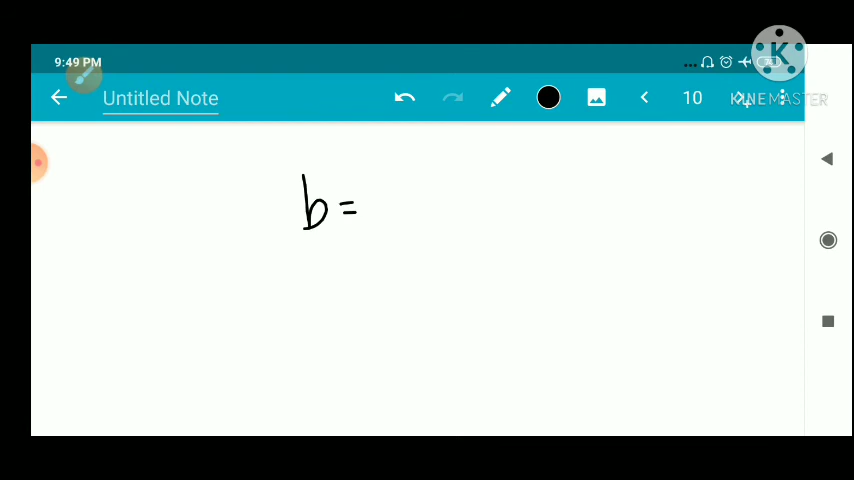 9:49 PM
Untitled Note
10
K
KINEMASTER
b =